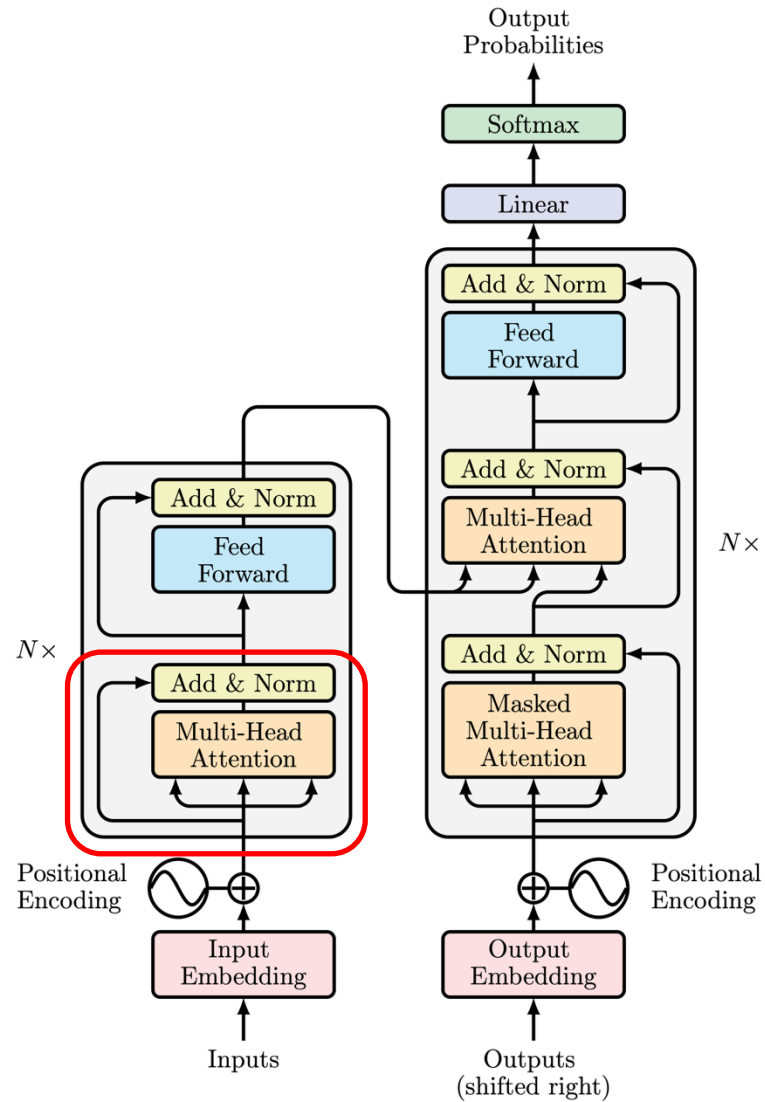 Output
Probabilities
Softmax
Linear
Add & Norm
Feed
Forward
Add & Norm
Multi-Head
Attention
N×
Add & Norm
Masked
Multi-Head
Attention
Add & Norm
Feed
Forward
N×
Add & Norm
Multi-Head
Attention
Positional
Encoding
Positional
Encoding
Input
Embedding
Output
Embedding
Inputs
Outputs
(shifted right)